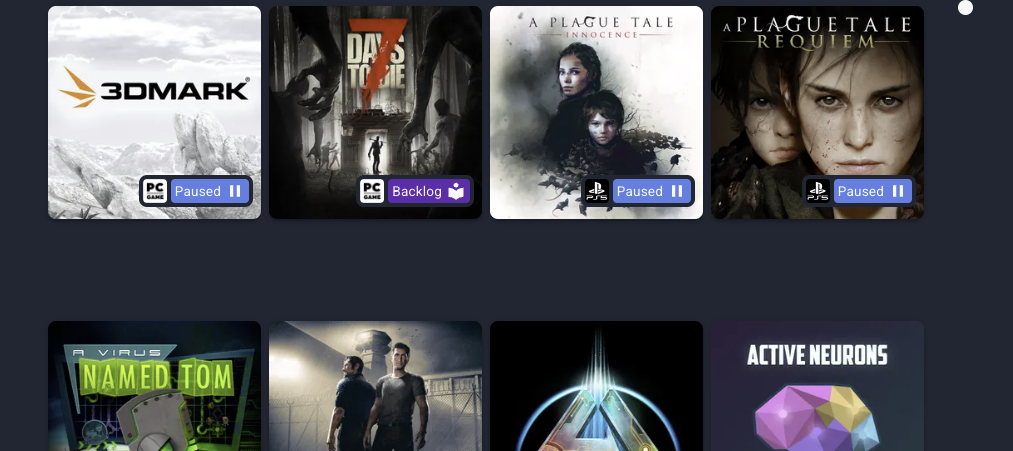 3DMARK®
7
DAYS
TO DIE
A PLAGUE TALE
INNOCENCE
A PLAGUE TALE
REQUIEM
PC
GAME
Paused
PC
GAME
Backlog
PS5
Paused
PS5
Paused
A VIRUS
NAMED TOM
ACTIVE NEURONS